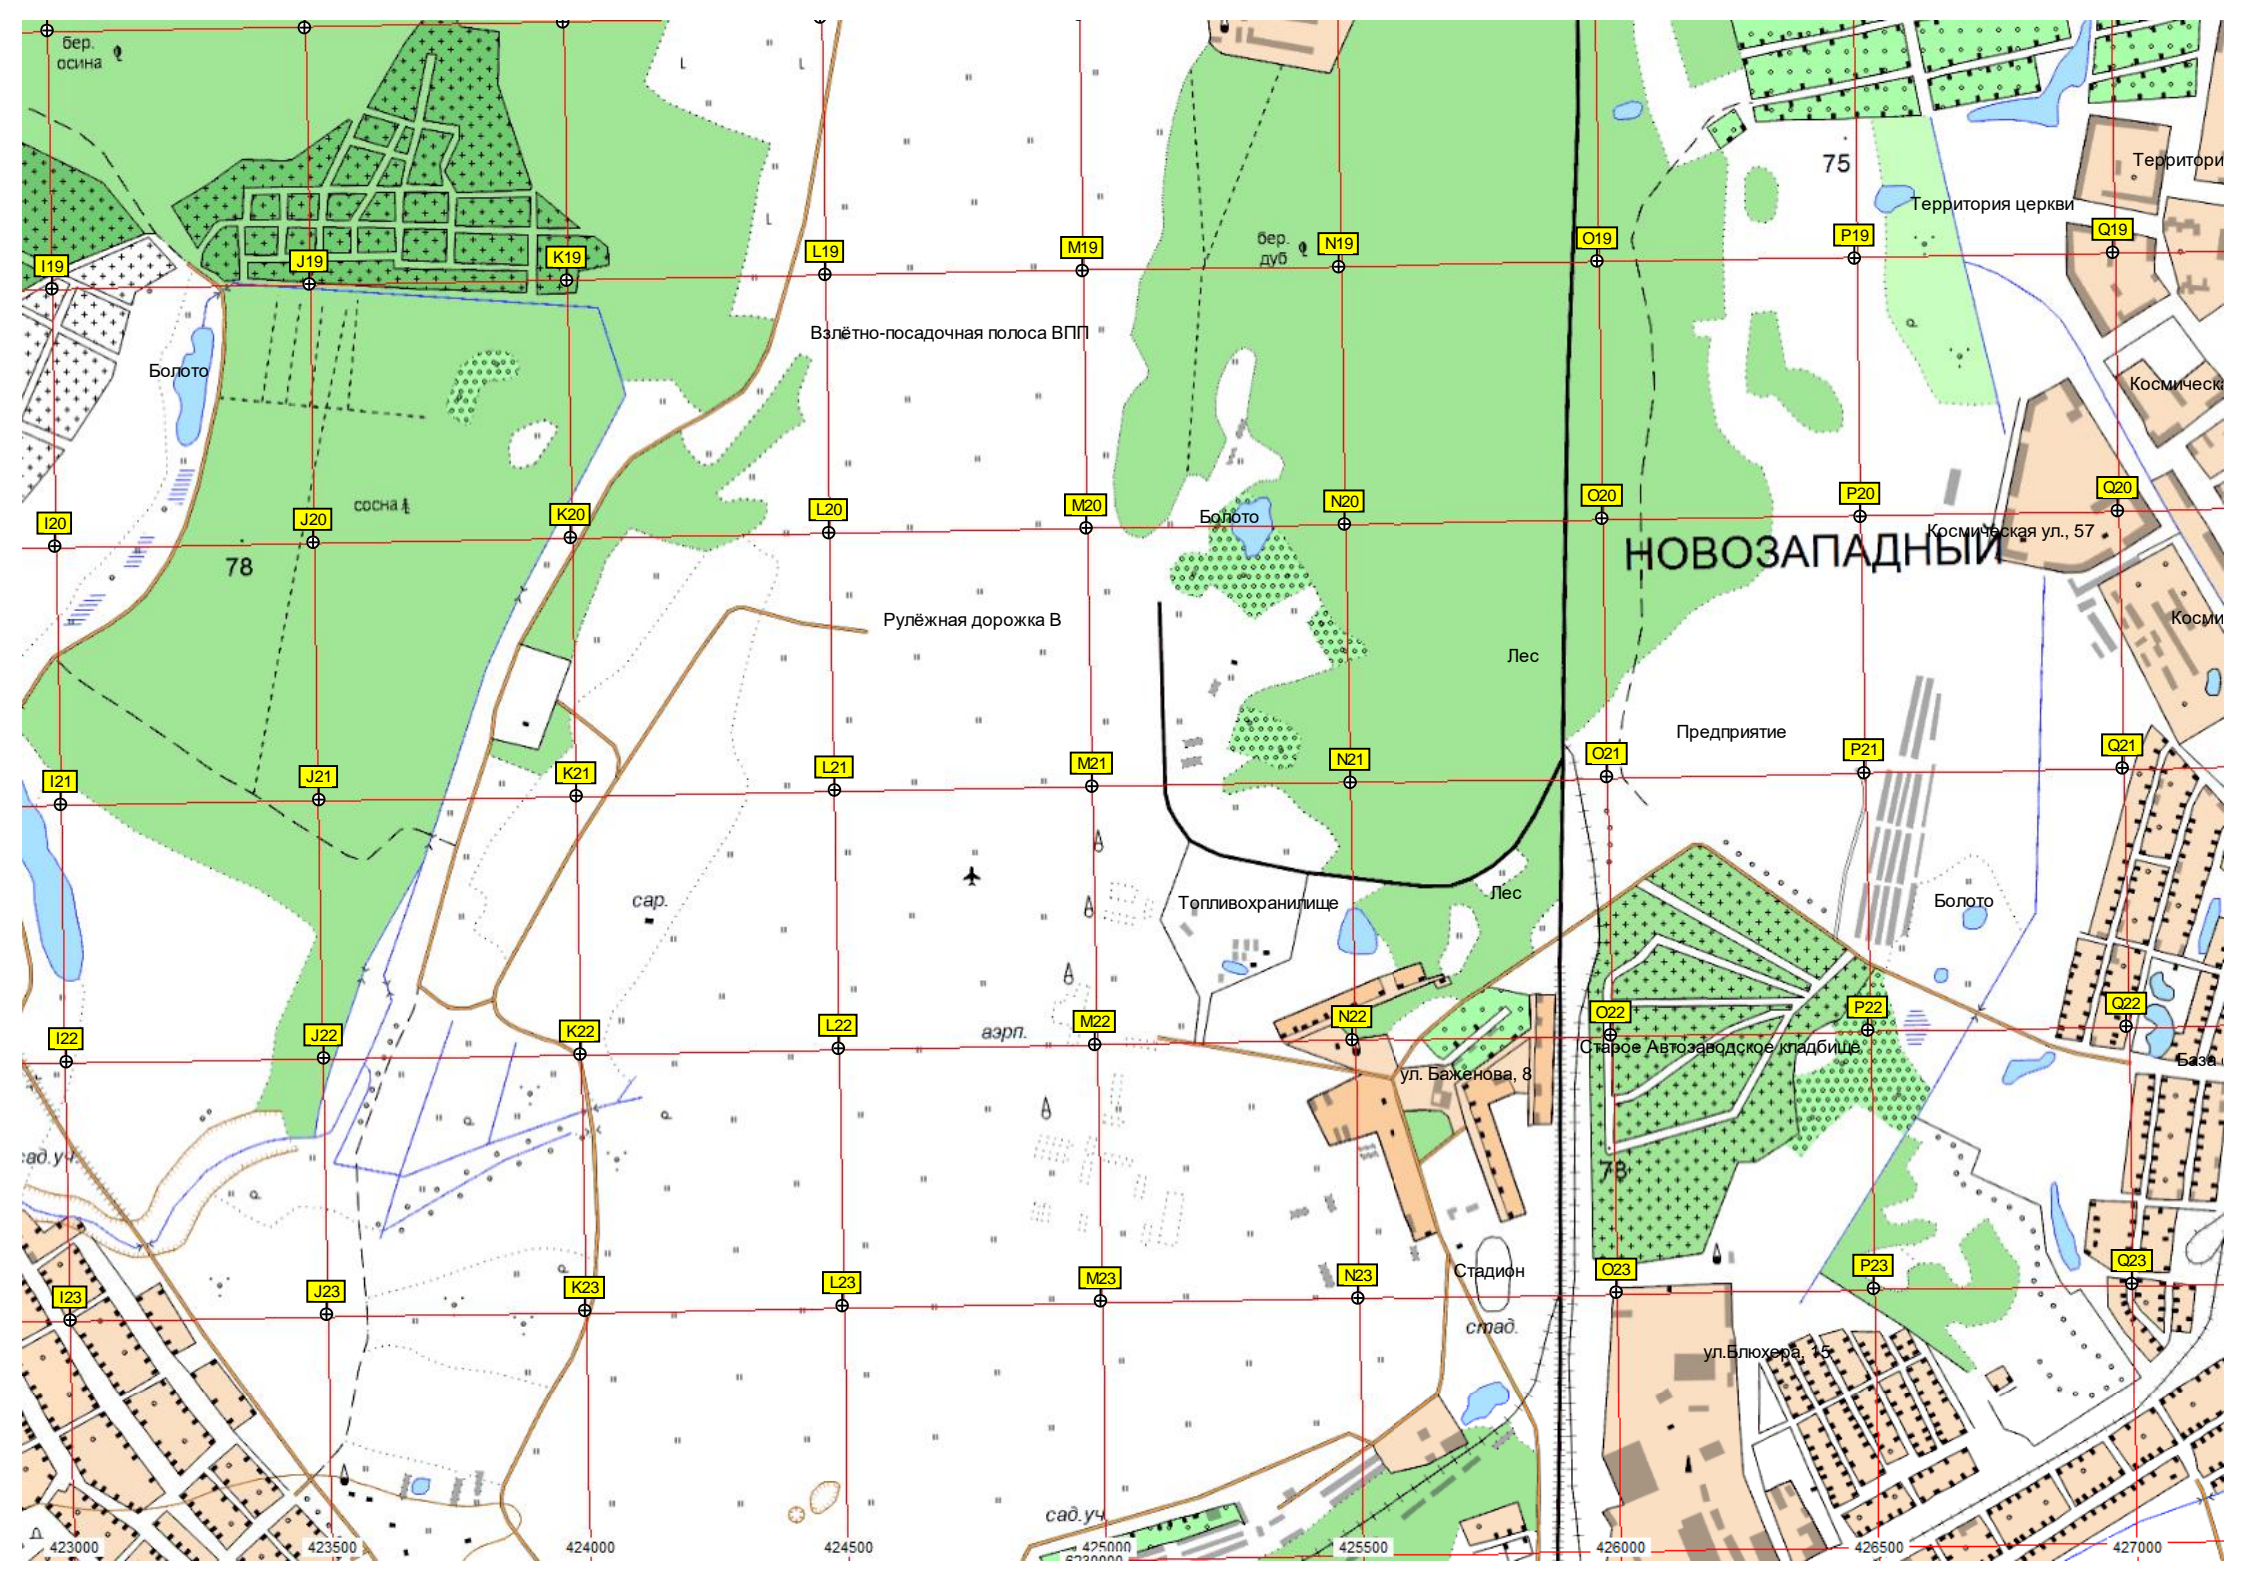 бер.
осина
75
Территори
Территория церкви
I19
J19
K19
L19
M19
бер.
дуб
N19
O19
P19
Q19
Взлётно-посадочная полоса ВПП
Болото
Космическа
сосна
I20
J20
K20
L20
M20
Болото
N20
O20
P20
Q20
78
Космическая ул., 57
НОВОЗАПАДНЫЙ
Рулёжная дорожка В
Косми
Лес
Предприятие
I21
J21
K21
L21
M21
N21
O21
P21
Q21
сар.
Топливохранилище
Лес
Болото
аэрп.
I22
J22
K22
L22
M22
N22
O22
P22
Q22
Старое Автозаводское кладбище
База
ул. Баженова, 8
ад.уч.
78
I23
J23
K23
L23
M23
N23
Стадион
O23
P23
Q23
стад.
ул.Блюхера, 15
сад.уч
423000
423500
424000
424500
425000
425500
426000
426500
427000